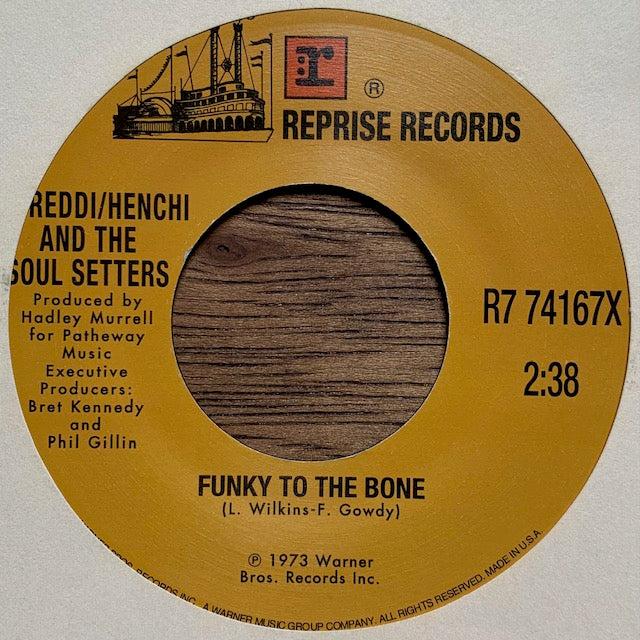 r
®
REPRISE RECORDS
REDDI/HENCHI
AND THE
SOUL SETTERS
Produced by
Hadley Murrell
for Patheway
Music
Executive
Producers:
Bret Kennedy
and
Phil Gillin
R7 74167X
2:38
FUNKY TO THE BONE
(L. Wilkins-F. Gowdy)
℗ 1973 Warner
Bros. Records Inc.
RECORDS INC. A WARNER MUSIC GROUP COMPANY. ALL RIGHTS RESERVED. MADE IN U.S.A.